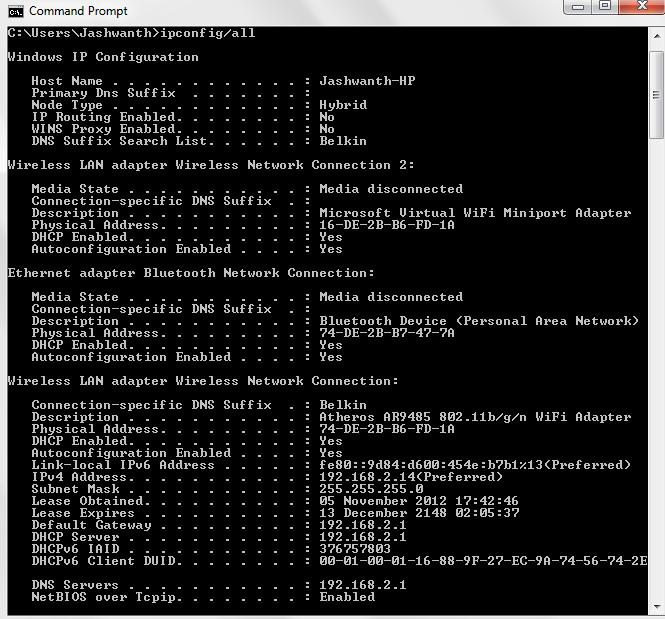 Command Prompt
C:\Users\Jashwanth>ipconfig/all
Windows IP Configuration
Host Name . . . . . . . . . . . . : Jashwanth-HP
Primary Dns Suffix  . . . . . . . :
Node Type . . . . . . . . . . . . : Hybrid
IP Routing Enabled. . . . . . . . : No
WINS Proxy Enabled. . . . . . . . : No
DNS Suffix Search List. . . . . . : Belkin
Wireless LAN adapter Wireless Network Connection 2:
Media State . . . . . . . . . . . : Media disconnected
Connection-specific DNS Suffix  . :
Description . . . . . . . . . . . : Microsoft Virtual WiFi Miniport Adapter
Physical Address. . . . . . . . . : 16-DE-2B-B6-FD-1A
DHCP Enabled. . . . . . . . . . . : Yes
Autoconfiguration Enabled . . . . : Yes
Ethernet adapter Bluetooth Network Connection:
Media State . . . . . . . . . . . : Media disconnected
Connection-specific DNS Suffix  . :
Description . . . . . . . . . . . : Bluetooth Device (Personal Area Network)
Physical Address. . . . . . . . . : 74-DE-2B-B7-47-7A
DHCP Enabled. . . . . . . . . . . : Yes
Autoconfiguration Enabled . . . . : Yes
Wireless LAN adapter Wireless Network Connection:
Connection-specific DNS Suffix  . : Belkin
Description . . . . . . . . . . . : Atheros AR9485 802.11b/g/n WiFi Adapter
Physical Address. . . . . . . . . : 74-DE-2B-B6-FD-1A
DHCP Enabled. . . . . . . . . . . : Yes
Autoconfiguration Enabled . . . . : Yes
Link-local IPv6 Address . . . . . : fe80::9d84:d600:454e:b7b1%13(Preferred)
IPv4 Address. . . . . . . . . . . : 192.168.2.14(Preferred)
Subnet Mask . . . . . . . . . . . : 255.255.255.0
Lease Obtained. . . . . . . . . . : 05 November 2012 17:42:46
Lease Expires . . . . . . . . . . : 13 December 2148 02:05:37
Default Gateway . . . . . . . . . : 192.168.2.1
DHCP Server . . . . . . . . . . . : 192.168.2.1
DHCPv6 IAID . . . . . . . . . . . : 376757803
DHCPv6 Client DUID. . . . . . . . : 00-01-00-01-16-88-9F-27-EC-9A-74-56-74-2E
DNS Servers . . . . . . . . . . . : 192.168.2.1
NetBIOS over Tcpip. . . . . . . . : Enabled